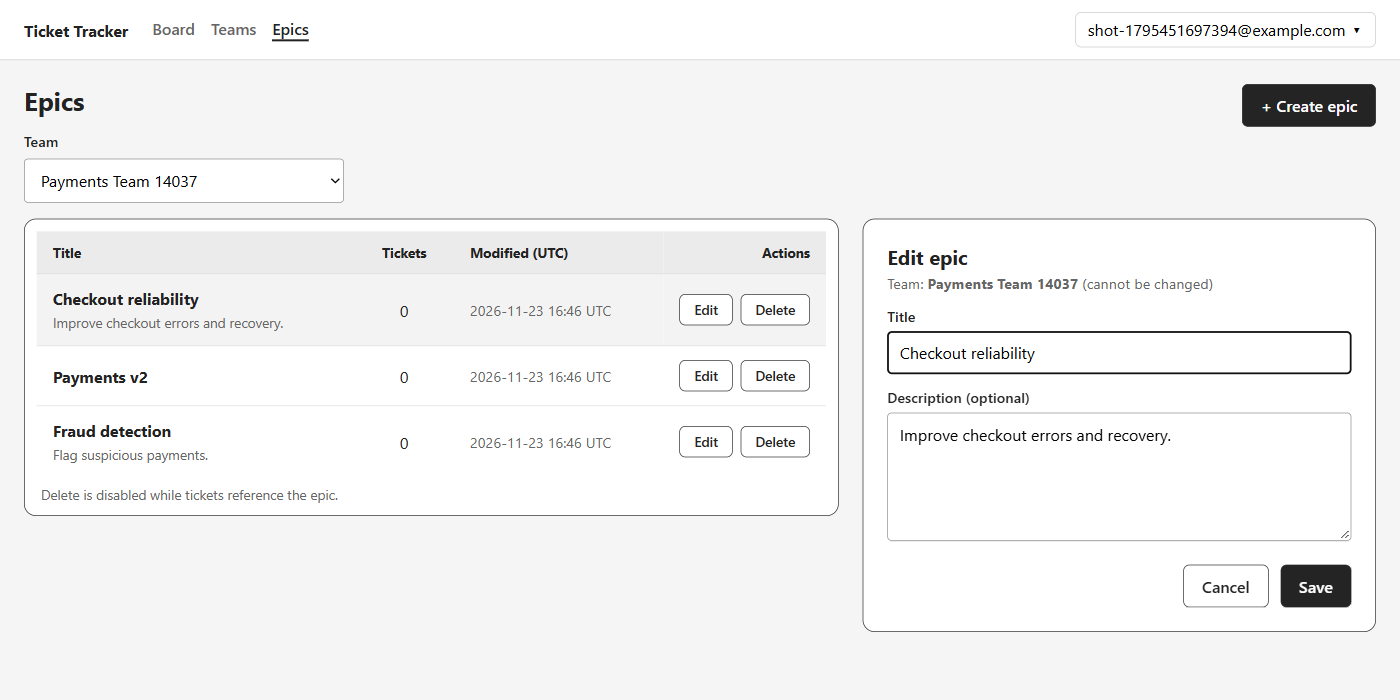 Ticket Tracker Board Teams Epics shot-1795451697394@example.com ▾
Epics
+ Create epic
Team
Payments Team 14037
Title Tickets Modified (UTC) Actions
Checkout reliability
Improve checkout errors and recovery.
0 2026-11-23 16:46 UTC Edit Delete
Payments v2 0 2026-11-23 16:46 UTC Edit Delete
Fraud detection
Flag suspicious payments.
0 2026-11-23 16:46 UTC Edit Delete
Delete is disabled while tickets reference the epic.
Edit epic
Team: Payments Team 14037 (cannot be changed)
Title
Checkout reliability
Description (optional)
Improve checkout errors and recovery.
Cancel Save